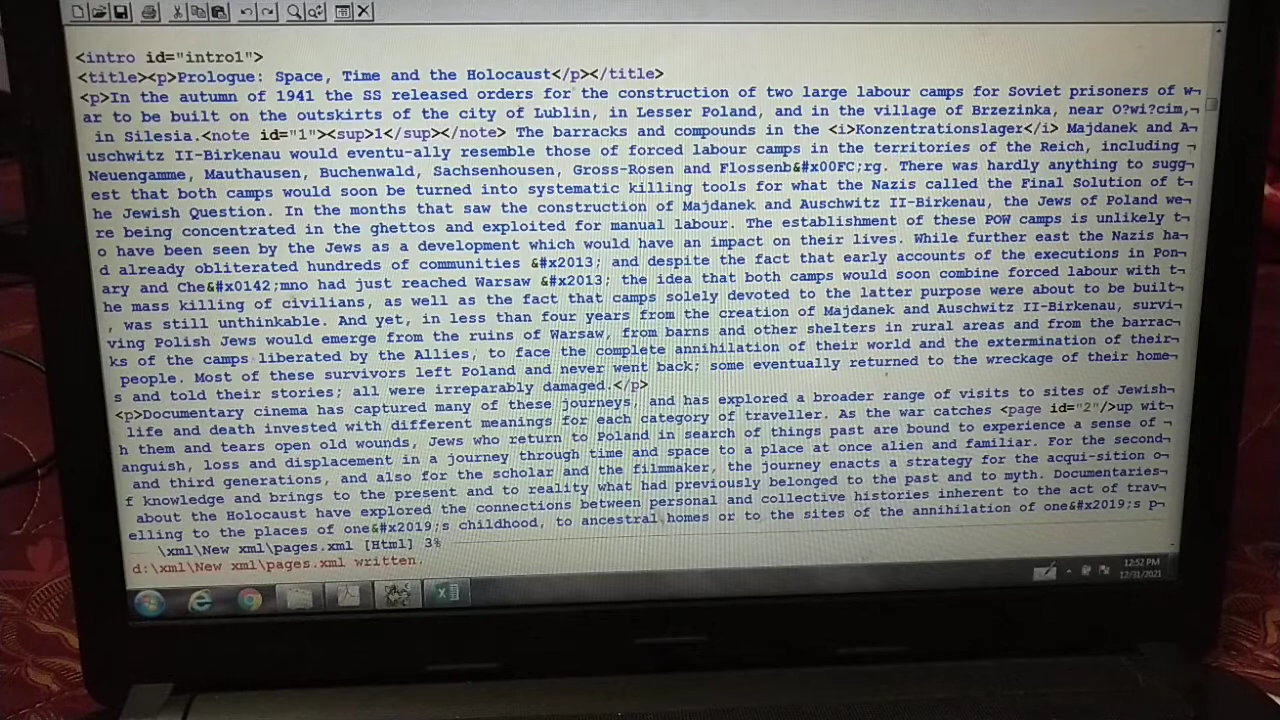 <intro id="intro1">
<title><p>Prologue: Space, Time and the Holocaust</p></title>
<p>In the autumn of 1941 the SS released orders for the construction of two large labour camps for Soviet prisoners of w¬
ar to be built on the outskirts of the city of Lublin, in Lesser Poland, and in the village of Brzezinka, near O?wi?cim,¬
 in Silesia.<note id="1"><sup>1</sup></note> The barracks and compounds in the <i>Konzentrationslager</i> Majdanek and A¬
uschwitz II-Birkenau would eventu-ally resemble those of forced labour camps in the territories of the Reich, including ¬
Neuengamme, Mauthausen, Buchenwald, Sachsenhousen, Gross-Rosen and Flossenb&#x00FC;rg. There was hardly anything to sugg¬
est that both camps would soon be turned into systematic killing tools for what the Nazis called the Final Solution of t¬
he Jewish Question. In the months that saw the construction of Majdanek and Auschwitz II-Birkenau, the Jews of Poland we¬
re being concentrated in the ghettos and exploited for manual labour. The establishment of these POW camps is unlikely t¬
o have been seen by the Jews as a development which would have an impact on their lives. While further east the Nazis ha¬
d already obliterated hundreds of communities &#x2013; and despite the fact that early accounts of the executions in Pon¬
ary and Che&#x0142;mno had just reached Warsaw &#x2013; the idea that both camps would soon combine forced labour with t¬
he mass killing of civilians, as well as the fact that camps solely devoted to the latter purpose were about to be built¬
, was still unthinkable. And yet, in less than four years from the creation of Majdanek and Auschwitz II-Birkenau, survi¬
ving Polish Jews would emerge from the ruins of Warsaw, from barns and other shelters in rural areas and from the barrac¬
ks of the camps liberated by the Allies, to face the complete annihilation of their world and the extermination of their¬
 people. Most of these survivors left Poland and never went back; some eventually returned to the wreckage of their home¬
s and told their stories; all were irreparably damaged.</p>
<p>Documentary cinema has captured many of these journeys, and has explored a broader range of visits to sites of Jewish¬
 life and death invested with different meanings for each category of traveller. As the war catches <page id="2"/>up wit¬
h them and tears open old wounds, Jews who return to Poland in search of things past are bound to experience a sense of ¬
anguish, loss and displacement in a journey through time and space to a place at once alien and familiar. For the second¬
 and third generations, and also for the scholar and the filmmaker, the journey enacts a strategy for the acqui-sition o¬
f knowledge and brings to the present and to reality what had previously belonged to the past and to myth. Documentaries¬
 about the Holocaust have explored the connections between personal and collective histories inherent to the act of trav¬
elling to the places of one&#x2019;s childhood, to ancestral homes or to the sites of the annihilation of one&#x2019;s p¬
\xml\New xml\pages.xml [Html] 3%
d:\xml\New xml\pages.xml written.
12:52 PM
12/31/2021